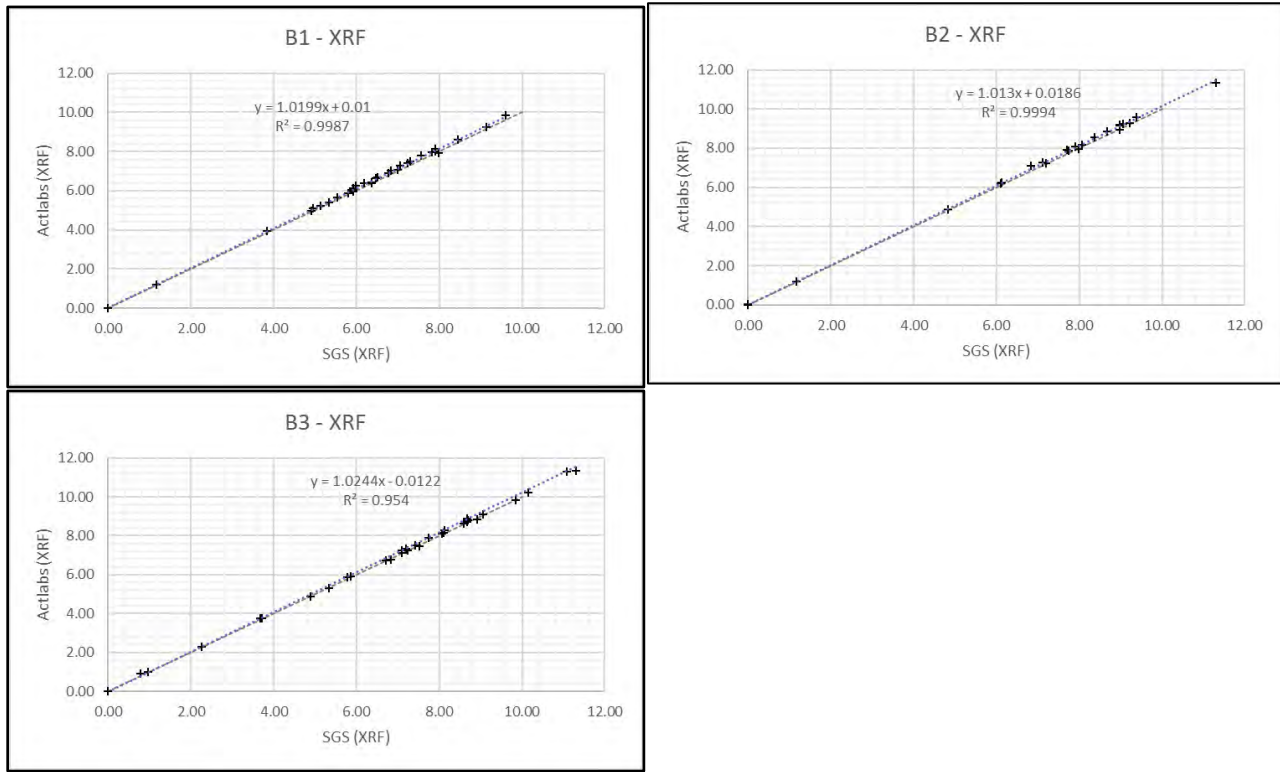 B1 - XRF
12.00
10.00
8.00
6.00
4.00
2.00
0.00
y = 1.0199x + 0.01
R² = 0.9987
Actlabs (XRF)
0.00 2.00 4.00 6.00 8.00 10.00 12.00
SGS (XRF)
B2 - XRF
12.00
10.00
8.00
6.00
4.00
2.00
0.00
y = 1.013x + 0.0186
R² = 0.9994
Actlabs (XRF)
0.00 2.00 4.00 6.00 8.00 10.00 12.00
SGS (XRF)
B3 - XRF
12.00
10.00
8.00
6.00
4.00
2.00
0.00
y = 1.0244x - 0.0122
R² = 0.954
Actlabs (XRF)
0.00 2.00 4.00 6.00 8.00 10.00 12.00
SGS (XRF)